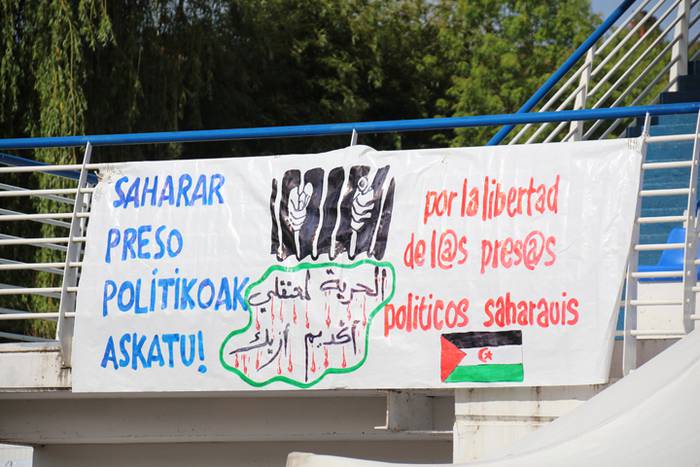 SAHARAR
PRESO
POLITIKOAK
ASKATU!
الحرية لمعتقلي
أكديم أزيك
por la libertad
de l@s pres@s
politicos saharauis